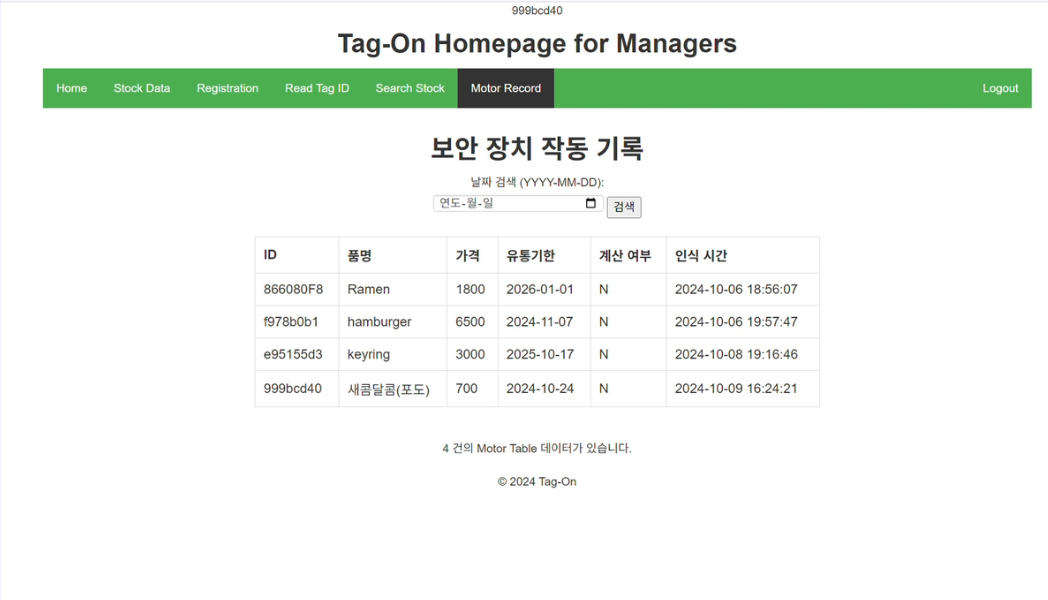 999bcd40
Tag-On Homepage for Managers
Home Stock Data Registration Read Tag ID Search Stock Motor Record Logout
보안 장치 작동 기록
날짜 검색 (YYYY-MM-DD):
연도-월-일 검색
ID 품명 가격 유통기한 계산 여부 인식 시간
866080F8 Ramen 1800 2026-01-01 N 2024-10-06 18:56:07
f978b0b1 hamburger 6500 2024-11-07 N 2024-10-06 19:57:47
e95155d3 keyring 3000 2025-10-17 N 2024-10-08 19:16:46
999bcd40 새콤달콤(포도) 700 2024-10-24 N 2024-10-09 16:24:21
4 건의 Motor Table 데이터가 있습니다.
© 2024 Tag-On